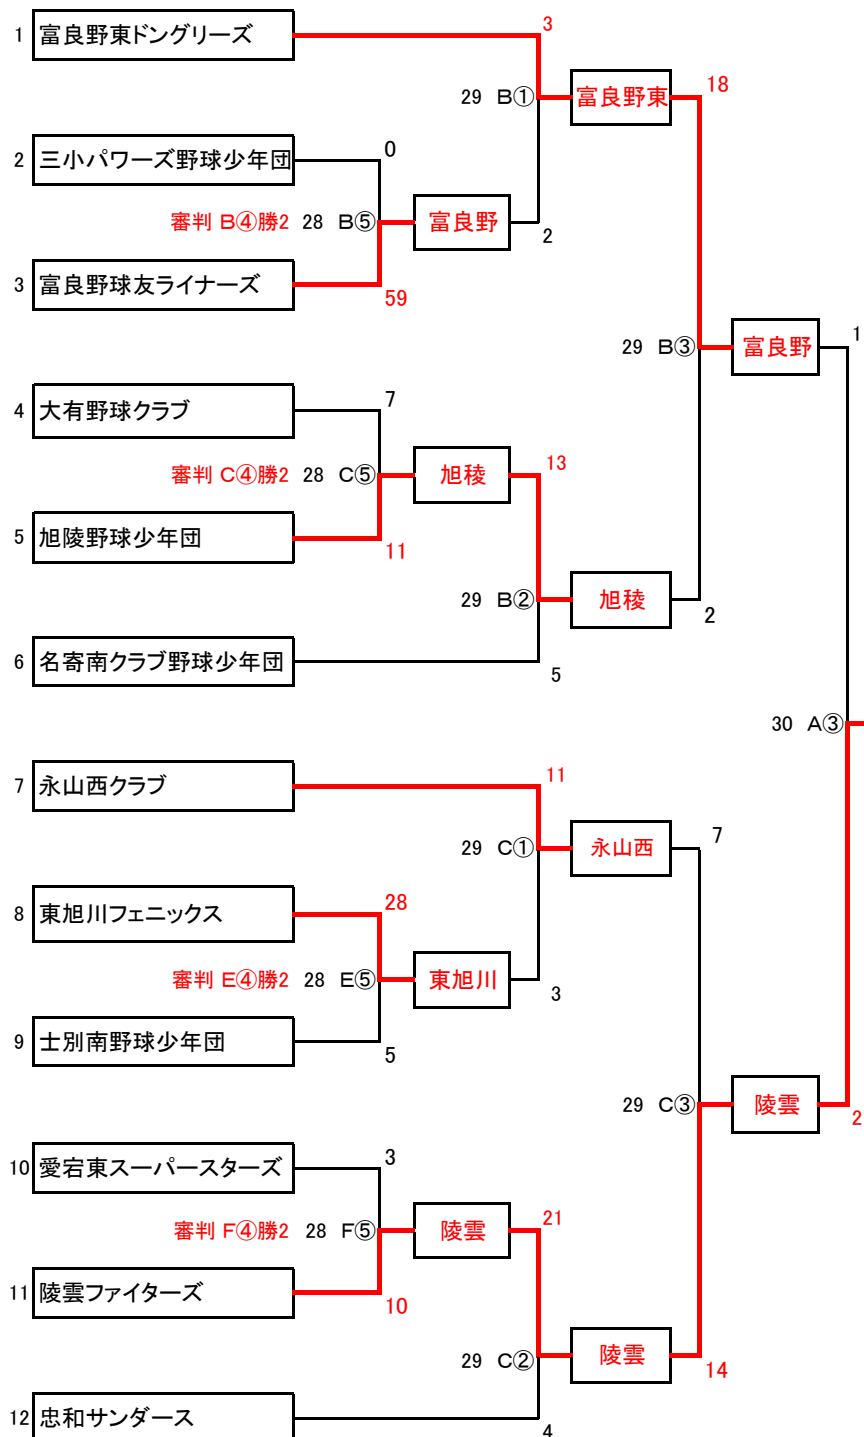 3
1 富良野東ドングリーズ
29 B① 富良野東 18
2 三小パワーズ野球少年団 0
審判 B④勝2 28 B⑤ 富良野 2
3 富良野球友ライナーズ 59
29 B③ 富良野 1
4 大有野球クラブ 7
審判 C④勝2 28 C⑤ 旭稜 13
5 旭陵野球少年団 11
29 B② 旭稜 2
6 名寄南クラブ野球少年団 5
30 A③
7 永山西クラブ 11
29 C① 永山西 7
8 東旭川フェニックス 28
審判 E④勝2 28 E⑤ 東旭川 3
9 士別南野球少年団 5
29 C③ 陵雲 2
10 愛宕東スーパースターズ 3
審判 F④勝2 28 F⑤ 陵雲 21
11 陵雲ファイターズ 10
29 C② 陵雲 14
12 忠和サンダース 4